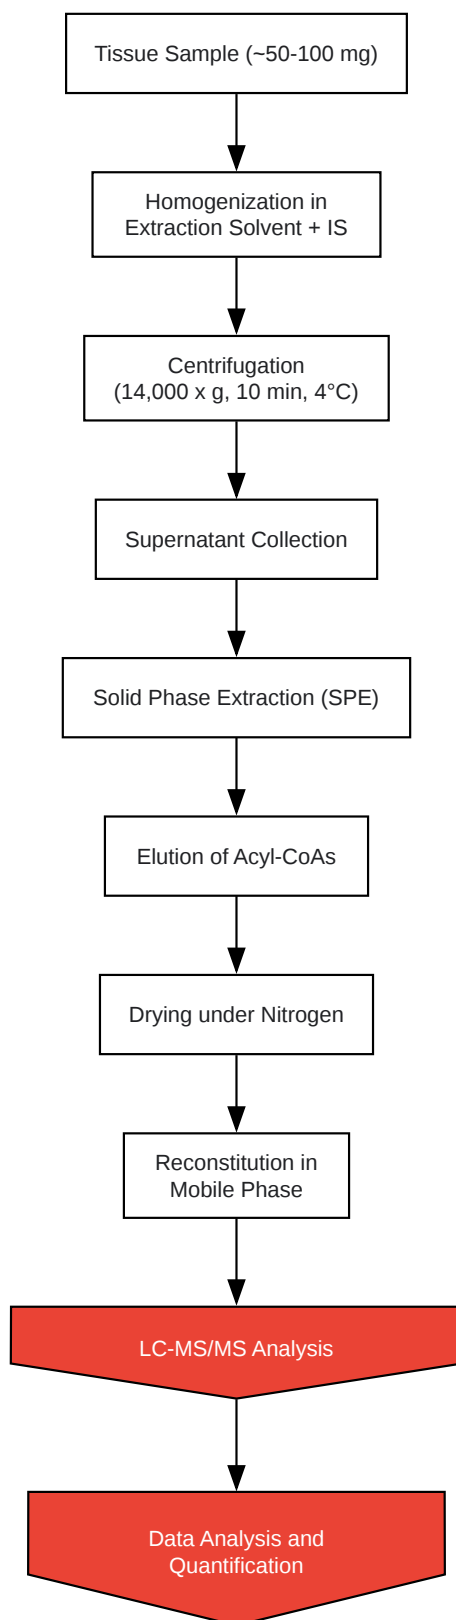 Tissue Sample (~50-100 mg)
Homogenization in
Extraction Solvent + IS
Centrifugation
(14,000 x g, 10 min, 4°C)
Supernatant Collection
Solid Phase Extraction (SPE)
Elution of Acyl-CoAs
Drying under Nitrogen
Reconstitution in
Mobile Phase
LC-MS/MS Analysis
Data Analysis and
Quantification